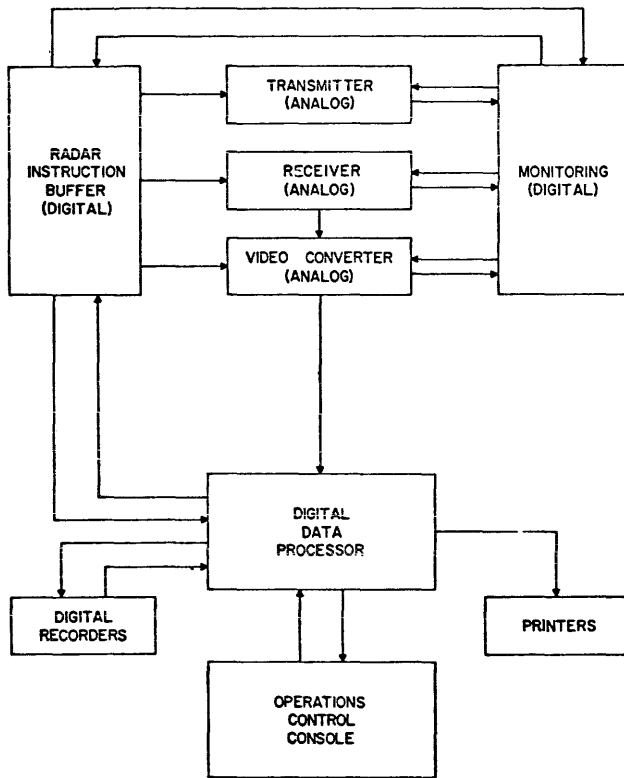 TRANSMITTER
(ANALOG)
RADAR
INSTRUCTION
BUFFER
(DIGITAL)
RECEIVER
(ANALOG)
MONITORING
(DIGITAL)
VIDEO CONVERTER
(ANALOG)
DIGITAL
DATA
PROCESSOR
DIGITAL
RECORDERS
PRINTERS
OPERATIONS
CONTROL
CONSOLE